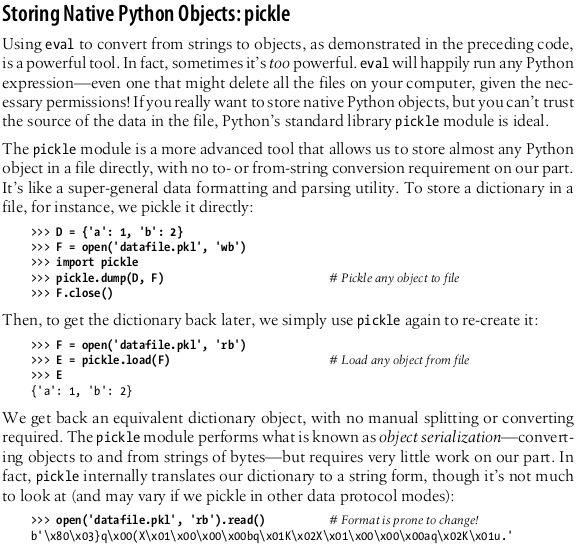 Storing Native Python Objects: pickle
Using eval to convert from strings to objects, as demonstrated in the preceding code,
is a powerful tool. In fact, sometimes it's too powerful. eval will happily run any Python
expression—even one that might delete all the files on your computer, given the nec-
essary permissions! If you really want to store native Python objects, but you can't trust
the source of the data in the file, Python's standard library pickle module is ideal.
The pickle module is a more advanced tool that allows us to store almost any Python
object in a file directly, with no to- or from-string conversion requirement on our part.
It's like a super-general data formatting and parsing utility. To store a dictionary in a
file, for instance, we pickle it directly:
>>> D = {'a': 1, 'b': 2}
>>> F = open('datafile.pkl', 'wb')
>>> import pickle
>>> pickle.dump(D, F) # Pickle any object to file
>>> F.close()
Then, to get the dictionary back later, we simply use pickle again to re-create it:
>>> F = open('datafile.pkl', 'rb')
>>> E = pickle.load(F) # Load any object from file
>>> E
{'a': 1, 'b': 2}
We get back an equivalent dictionary object, with no manual splitting or converting
required. The pickle module performs what is known as object serialization—convert-
ing objects to and from strings of bytes—but requires very little work on our part. In
fact, pickle internally translates our dictionary to a string form, though it's not much
to look at (and may vary if we pickle in other data protocol modes):
>>> open('datafile.pkl', 'rb').read() # Format is prone to change!
b'\x80\x03}q\x00(X\x01\x00\x00\x00bq\x01K\x02X\x01\x00\x00\x00aq\x02K\x01u.'